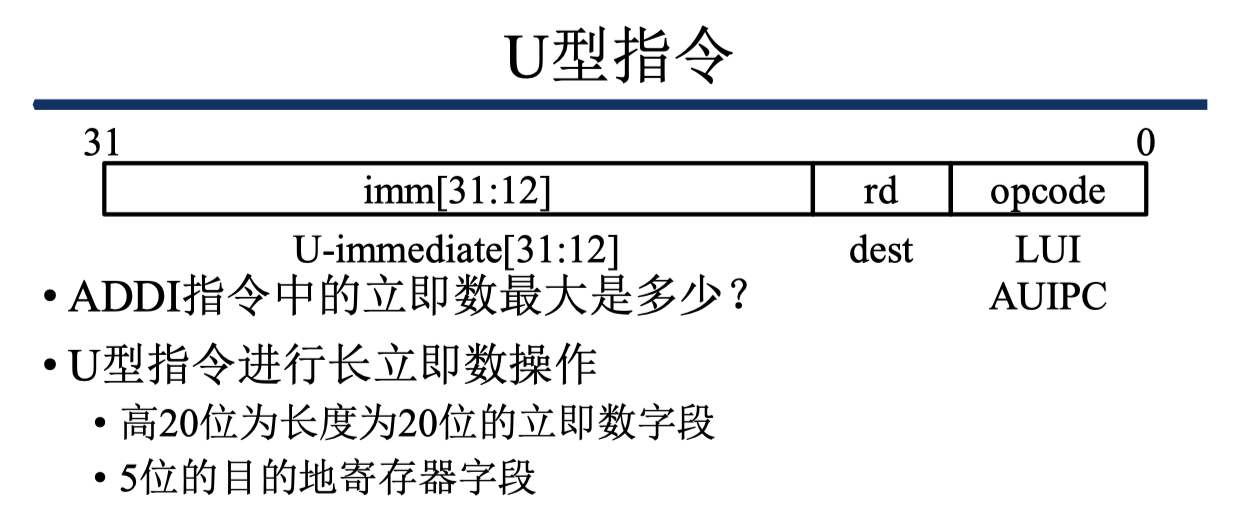 U型指令
31 0
imm[31:12] rd opcode
U-immediate[31:12] dest LUI
• ADDI指令中的立即数最大是多少? AUIPC
• U型指令进行长立即数操作
• 高20位为长度为20位的立即数字段
• 5位的目的地寄存器字段